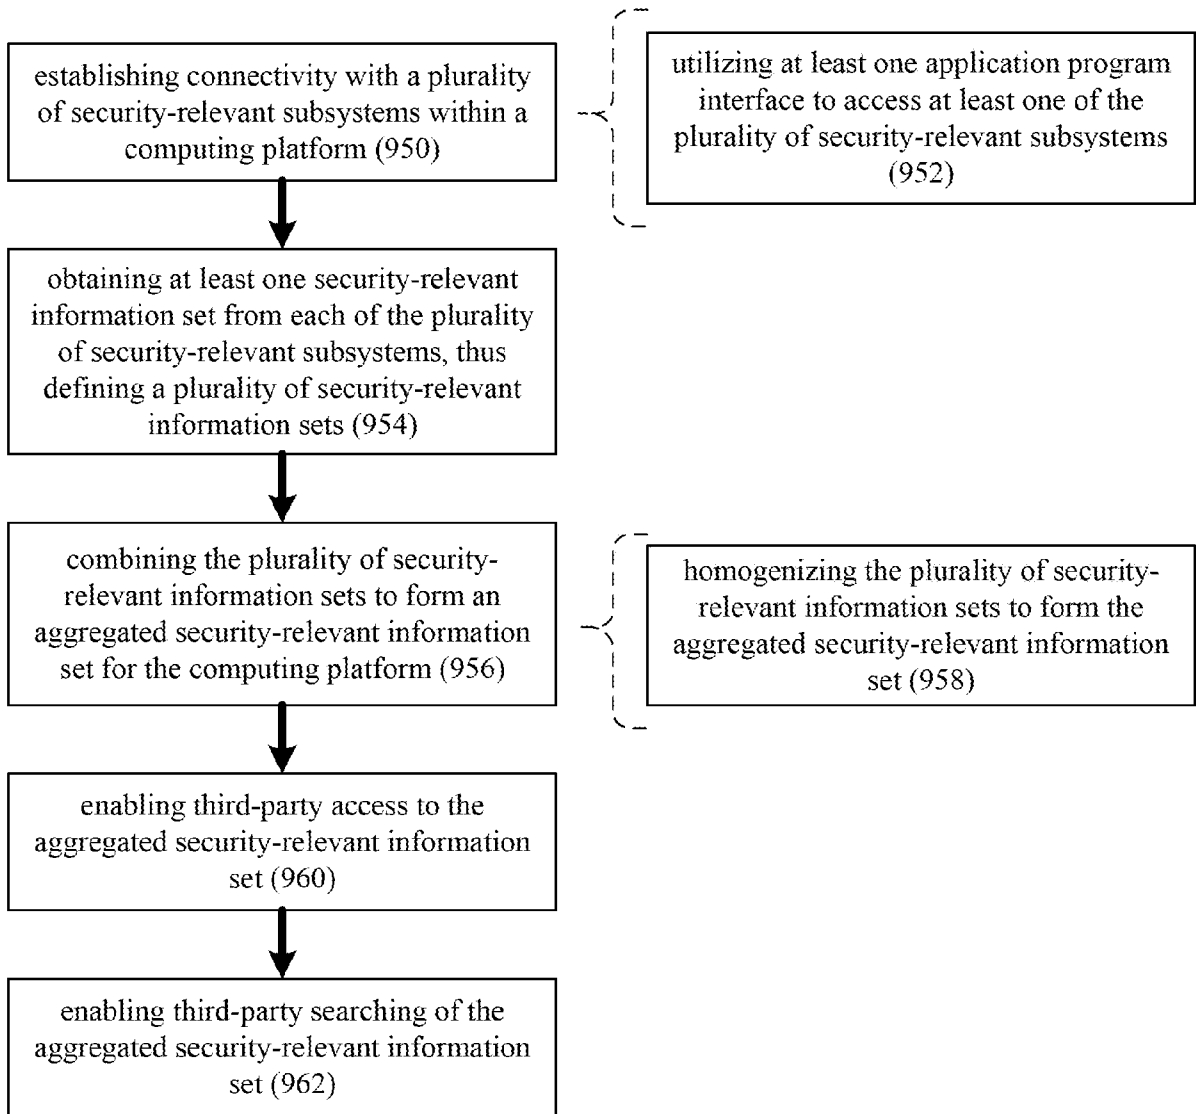 establishing connectivity with a plurality
of security-relevant subsystems within a
computing platform (950)
utilizing at least one application program
interface to access at least one of the
plurality of security-relevant subsystems
(952)
obtaining at least one security-relevant
information set from each of the plurality
of security-relevant subsystems, thus
defining a plurality of security-relevant
information sets (954)
combining the plurality of security-
relevant information sets to form an
aggregated security-relevant information
set for the computing platform (956)
homogenizing the plurality of security-
relevant information sets to form the
aggregated security-relevant information
set (958)
enabling third-party access to the
aggregated security-relevant information
set (960)
enabling third-party searching of the
aggregated security-relevant information
set (962)